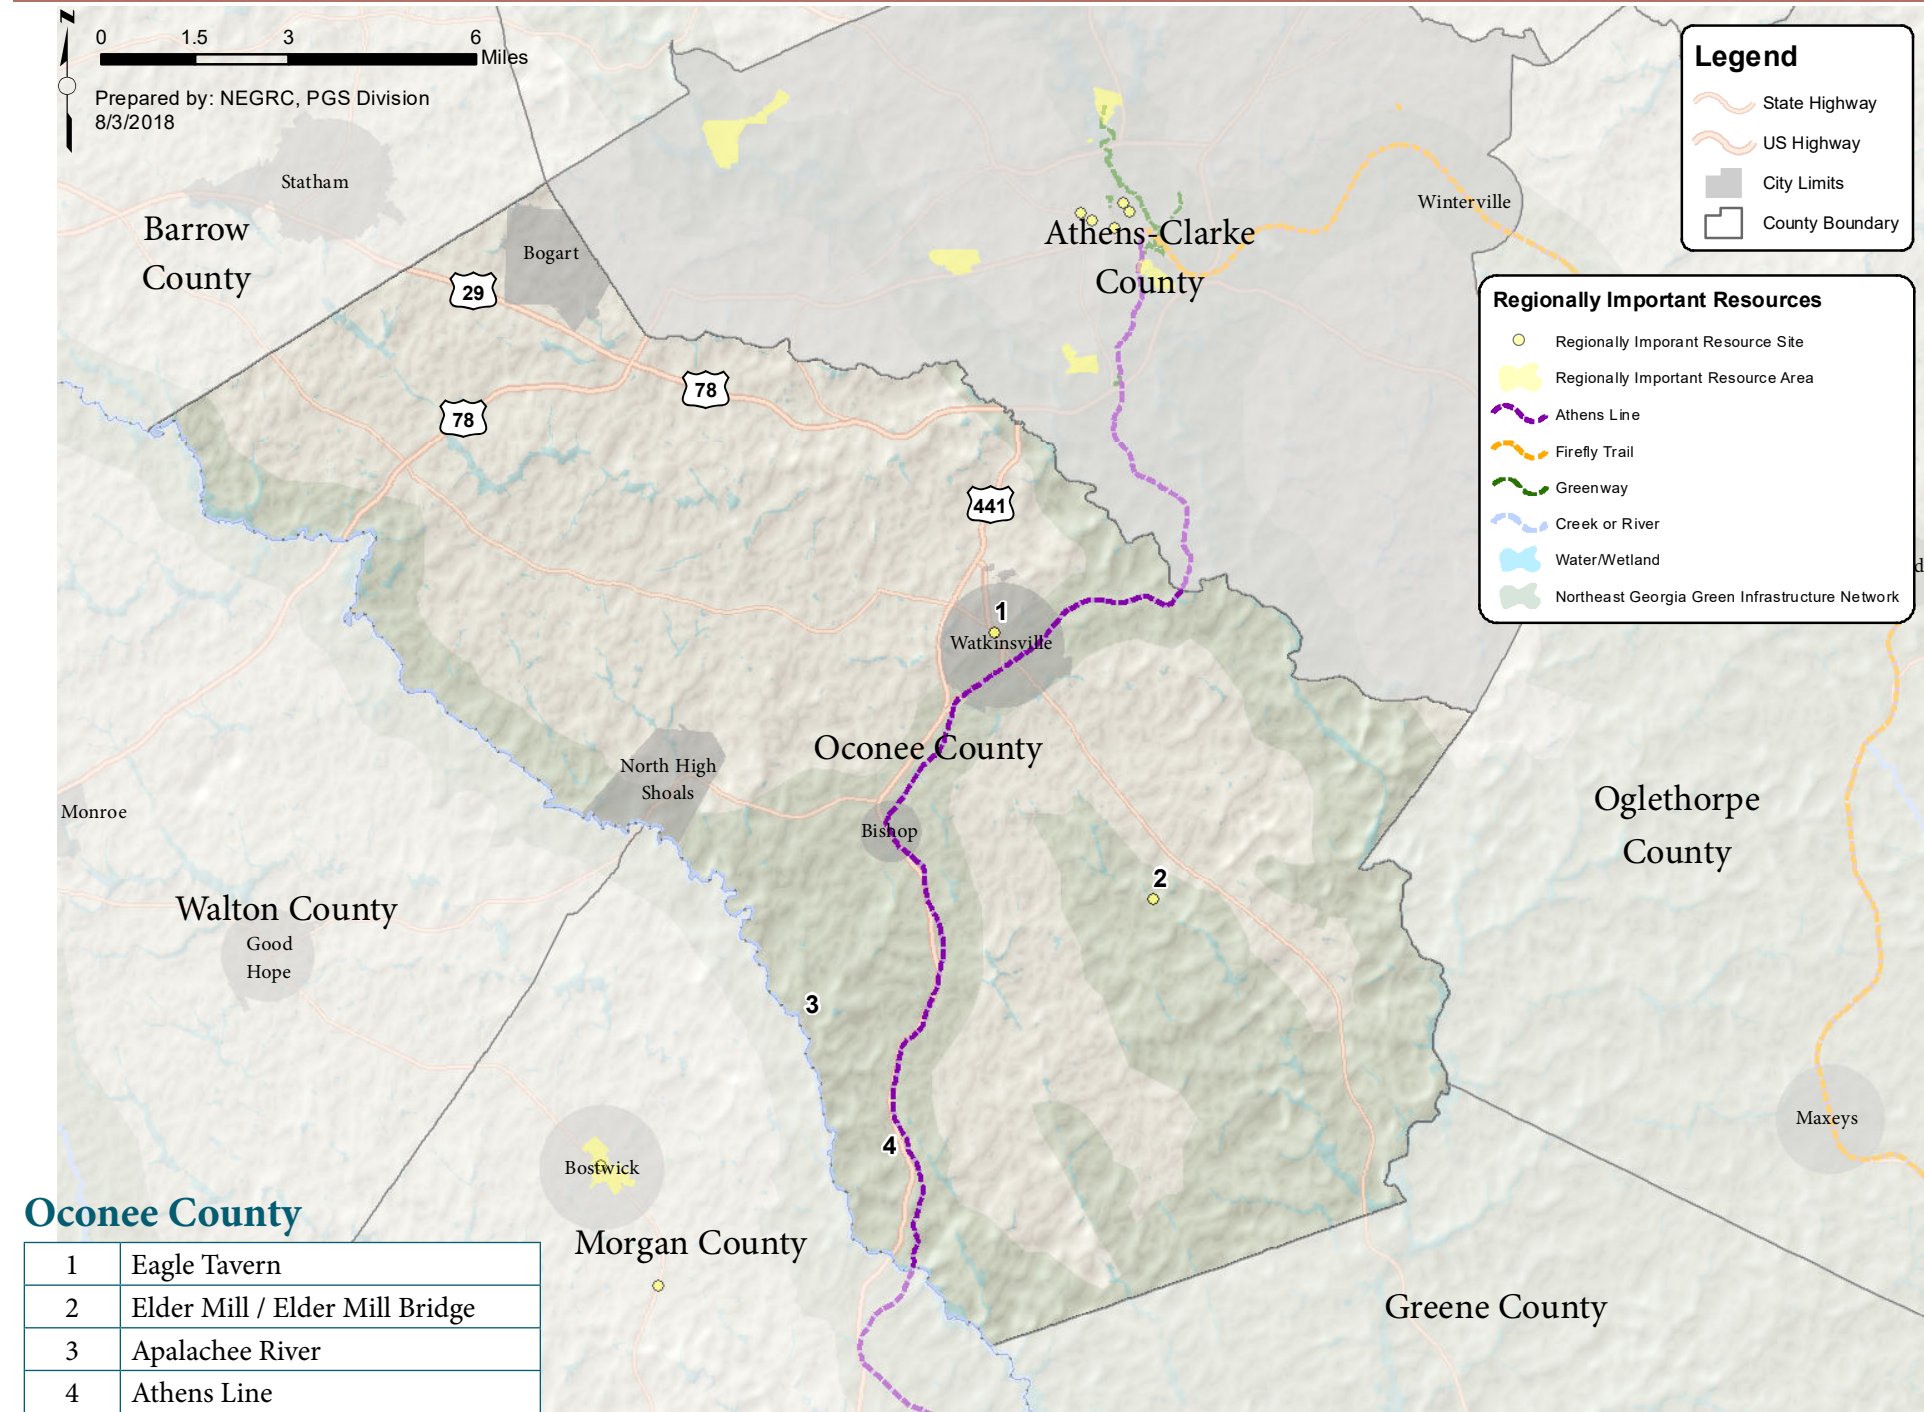 N
0 1.5 3 6
Miles
Prepared by: NEGRC, PGS Division
8/3/2018
Legend
State Highway
US Highway
City Limits
County Boundary
Regionally Important Resources
Regionally Imporant Resource Site
Regionally Important Resource Area
Athens Line
Firefly Trail
Greenway
Creek or River
Water/Wetland
Northeast Georgia Green Infrastructure Network
Statham
Barrow
County
Bogart
29
Winterville
Athens-Clarke
County
78
78
441
1
Watkinsville
Oconee County
North High
Shoals
Monroe
Bishop
Oglethorpe
County
2
Walton County
Good
Hope
3
4
Maxeys
Bostwick
Morgan County
Greene County
Oconee County
1 Eagle Tavern
2 Elder Mill / Elder Mill Bridge
3 Apalachee River
4 Athens Line